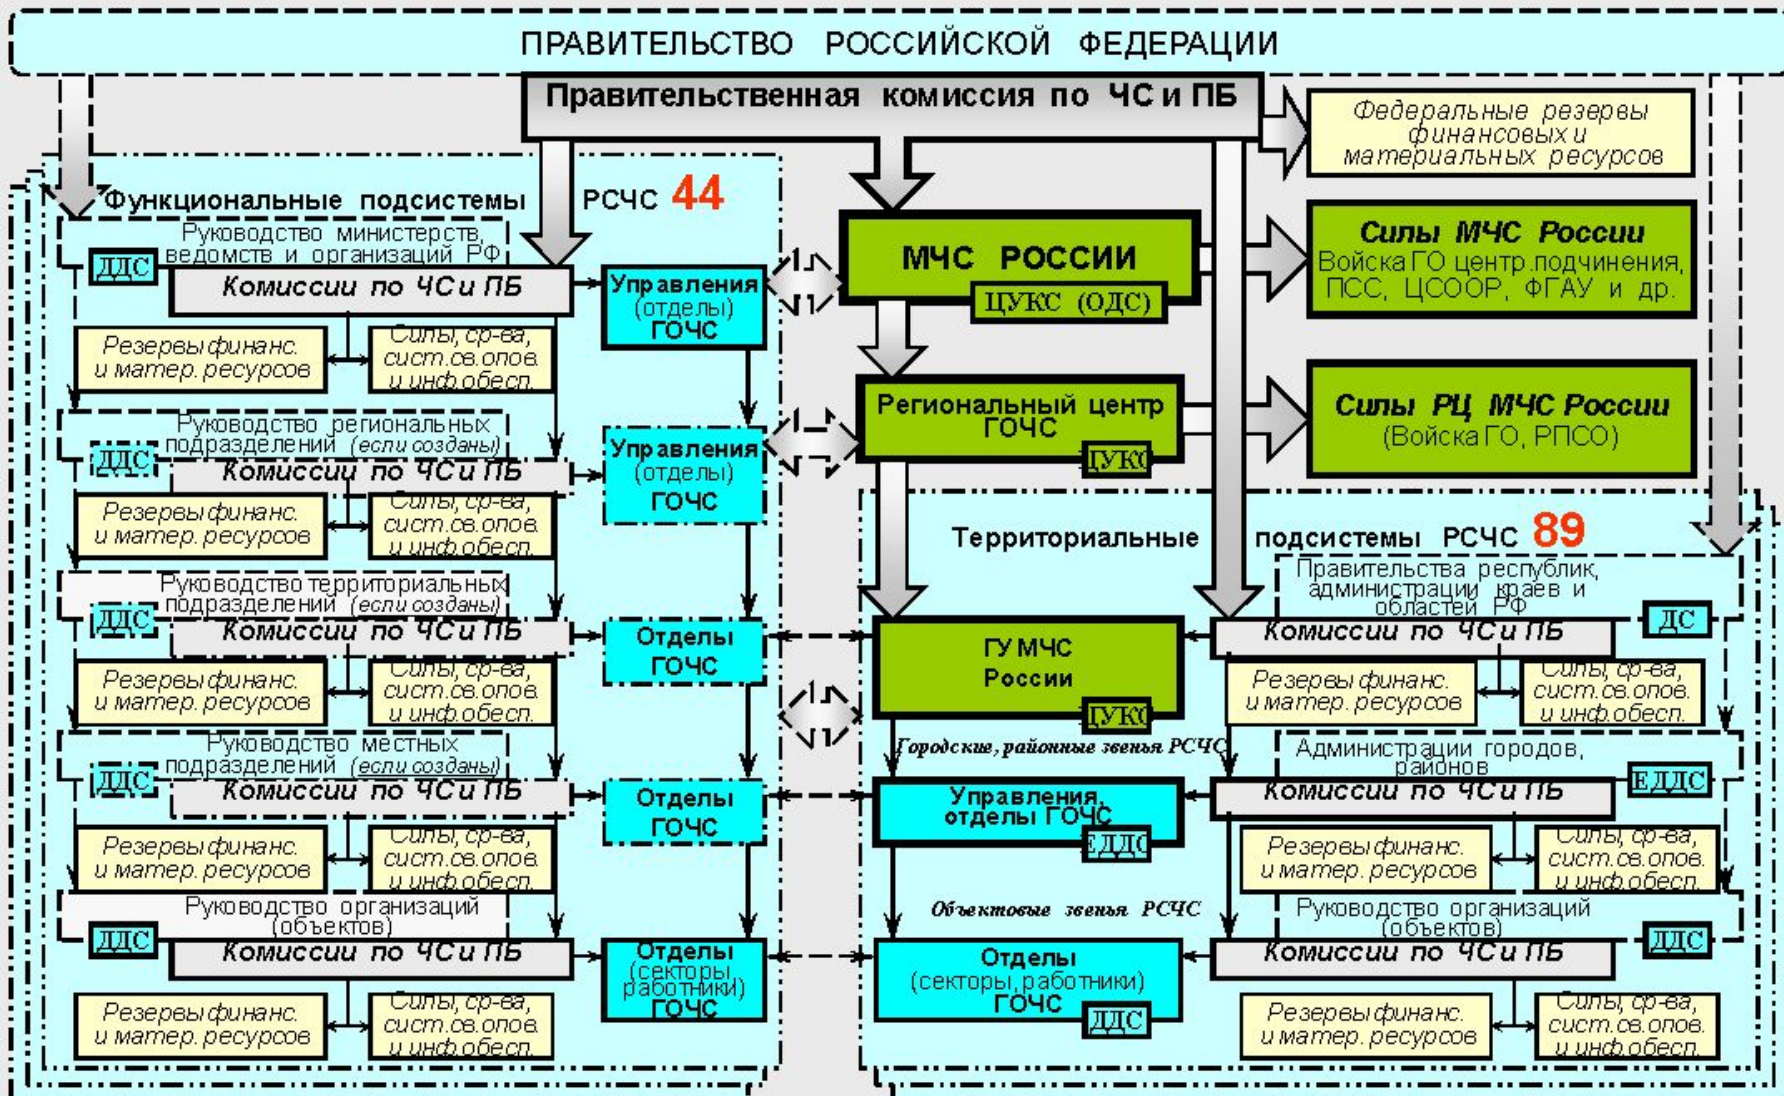 ПРАВИТЕЛЬСТВО РОССИЙСКОЙ ФЕДЕРАЦИИ
Правительственная комиссия по ЧС и ПБ
Федеральные резервы
финансовых и
материальных ресурсов
Функциональные подсистемы РСЧС 44
Руководство министерств,
ведомств и организаций РФ
ДДС
Комиссии по ЧС и ПБ
Управления
(отделы)
ГОЧС
Резервы финанс.
и матер. ресурсов
Силы, ср-ва,
сист.св.опов.
и инф.обесп.
МЧС РОССИИ
ЦУКС (ОДС)
Силы МЧС России
Войска ГО центр.подчинения,
ПСС, ЦСООР, ФГАУ и др.
Руководство региональных
подразделений (если созданы)
ДДС
Комиссии по ЧС и ПБ
Управления
(отделы)
ГОЧС
Резервы финанс.
и матер. ресурсов
Силы, ср-ва,
сист.св.опов.
и инф.обесп.
Региональный центр
ГОЧС
ЦУКС
Силы РЦ МЧС России
(Войска ГО, РПСО)
Руководство территориальных
подразделений (если созданы)
ДДС
Комиссии по ЧС и ПБ
Отделы
ГОЧС
Резервы финанс.
и матер. ресурсов
Силы, ср-ва,
сист.св.опов.
и инф.обесп.
Руководство местных
подразделений (если созданы)
ДДС
Комиссии по ЧС и ПБ
Отделы
ГОЧС
Резервы финанс.
и матер. ресурсов
Силы, ср-ва,
сист.св.опов.
и инф.обесп.
Руководство организаций
(объектов)
ДДС
Комиссии по ЧС и ПБ
Отделы
(секторы,
работники)
ГОЧС
Резервы финанс.
и матер. ресурсов
Силы, ср-ва,
сист.св.опов.
и инф.обесп.
Территориальные подсистемы РСЧС 89
Правительства республик,
администрации краев и
областей РФ
ДС
Комиссии по ЧС и ПБ
ГУ МЧС
России
ЦУКС
Резервы финанс.
и матер. ресурсов
Силы, ср-ва,
сист.св.опов.
и инф.обесп.
Городские, районные звенья РСЧС
Администрации городов,
районов
ЕДДС
Комиссии по ЧС и ПБ
Управления,
отделы ГОЧС
ЕДДС
Резервы финанс.
и матер. ресурсов
Силы, ср-ва,
сист.св.опов.
и инф.обесп.
Объектовые звенья РСЧС
Руководство организаций
(объектов)
ДДС
Комиссии по ЧС и ПБ
Отделы
(секторы, работники)
ГОЧС
ДДС
Резервы финанс.
и матер. ресурсов
Силы, ср-ва,
сист.св.опов.
и инф.обесп.